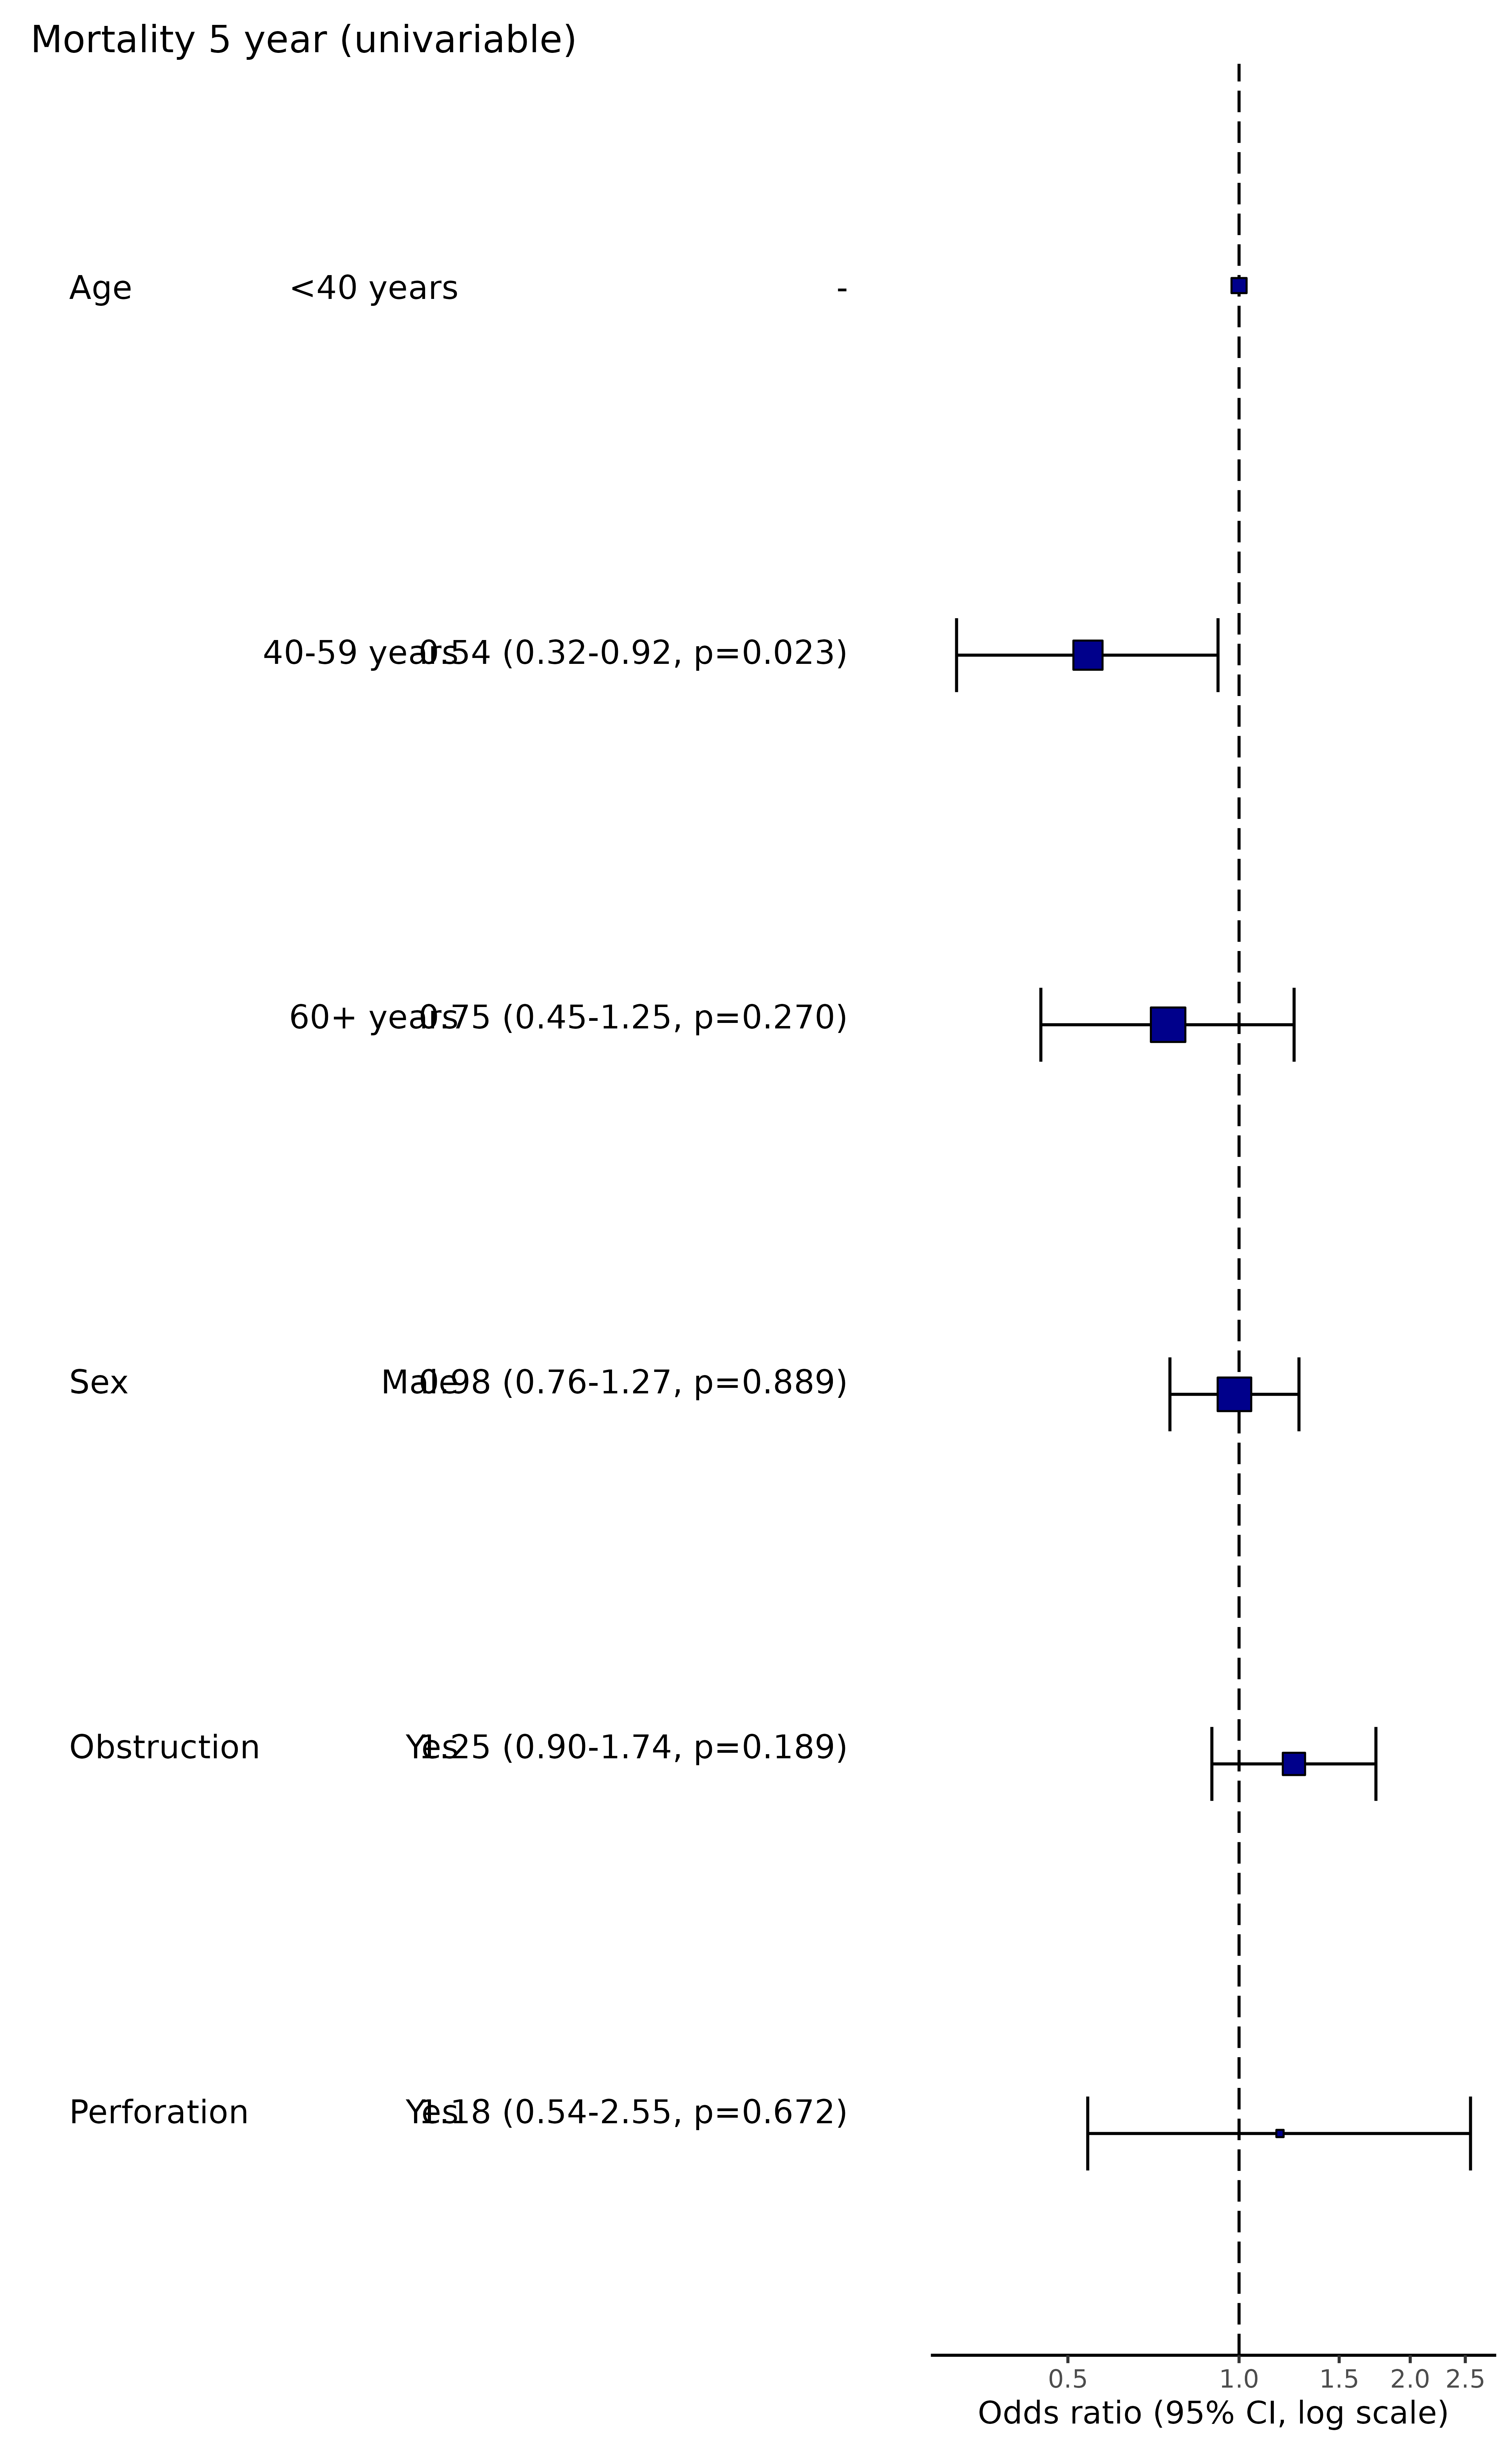 Mortality 5 year (univariable)
Age <40 years -
40-59 years 0.54 (0.32-0.92, p=0.023)
60+ years 0.75 (0.45-1.25, p=0.270)
Sex Male 0.98 (0.76-1.27, p=0.889)
Obstruction Yes 1.25 (0.90-1.74, p=0.189)
Perforation Yes 1.18 (0.54-2.55, p=0.672)
0.5 1.0 1.5 2.0 2.5
Odds ratio (95% CI, log scale)